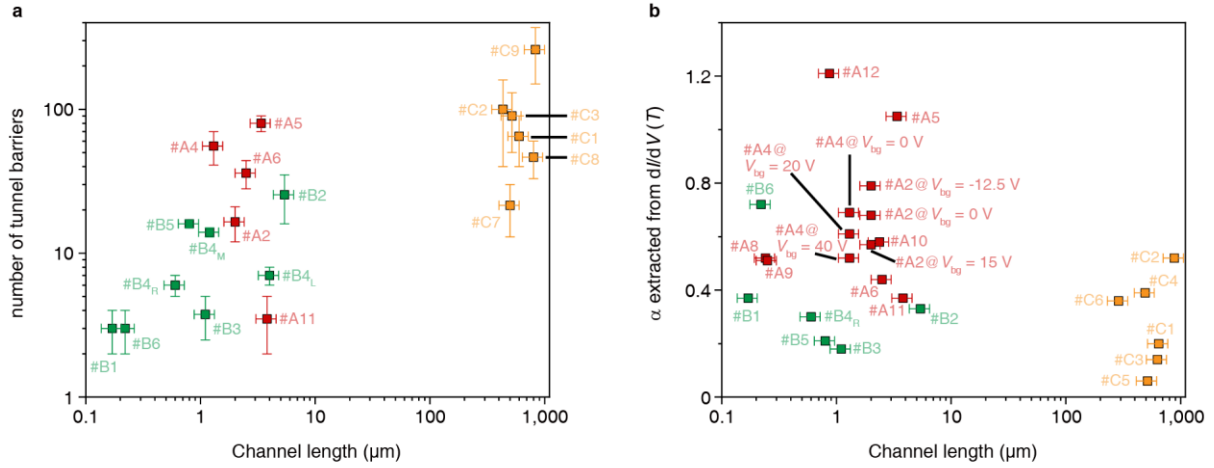 a
number of tunnel barriers
100
10
1
0.1
1
10
100
1,000
Channel length (µm)
#C9
#C2
#C3
#C1
#C8
#C7
#A5
#A4
#A6
#B2
#B5
#B4M
#A2
#B4R
#B4L
#B3
#A11
#B6
#B1
b
α extracted from dI/dV (T)
1.2
0.8
0.4
0
0.1
1
10
100
1,000
Channel length (µm)
#A12
#A5
#A4@
Vbg = 0 V
#A4@
Vbg = 20 V
#A2@ Vbg = -12.5 V
#B6
#A2@ Vbg = 0 V
#A4@
Vbg = 40 V
#A10
#A2@ Vbg = 15 V
#A8
#A9
#A6
#A11
#B1
#B4R
#B2
#B5
#B3
#C2
#C4
#C6
#C1
#C3
#C5